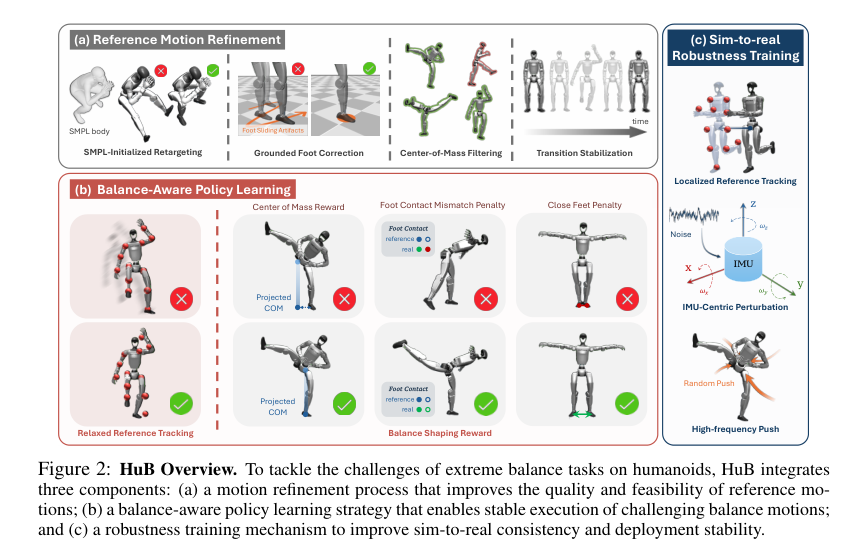 (a) Reference Motion Refinement
SMPL body
SMPL-Initialized Retargeting
Foot Sliding Artifacts
Grounded Foot Correction
Center-of-Mass Filtering
time
Transition Stabilization
(b) Balance-Aware Policy Learning
Relaxed Reference Tracking
Center of Mass Reward
Projected
COM
Projected
COM
Foot Contact Mismatch Penalty
Foot Contact
reference
real
Foot Contact
reference
real
Close Feet Penalty
Balance Shaping Reward
(c) Sim-to-real
Robustness Training
Localized Reference Tracking
Noise
z
ωz
IMU
x
ωx
y
ωy
IMU-Centric Perturbation
Random Push
High-frequency Push
Figure 2: HuB Overview. To tackle the challenges of extreme balance tasks on humanoids, HuB integrates
three components: (a) a motion refinement process that improves the quality and feasibility of reference mo-
tions; (b) a balance-aware policy learning strategy that enables stable execution of challenging balance motions;
and (c) a robustness training mechanism to improve sim-to-real consistency and deployment stability.